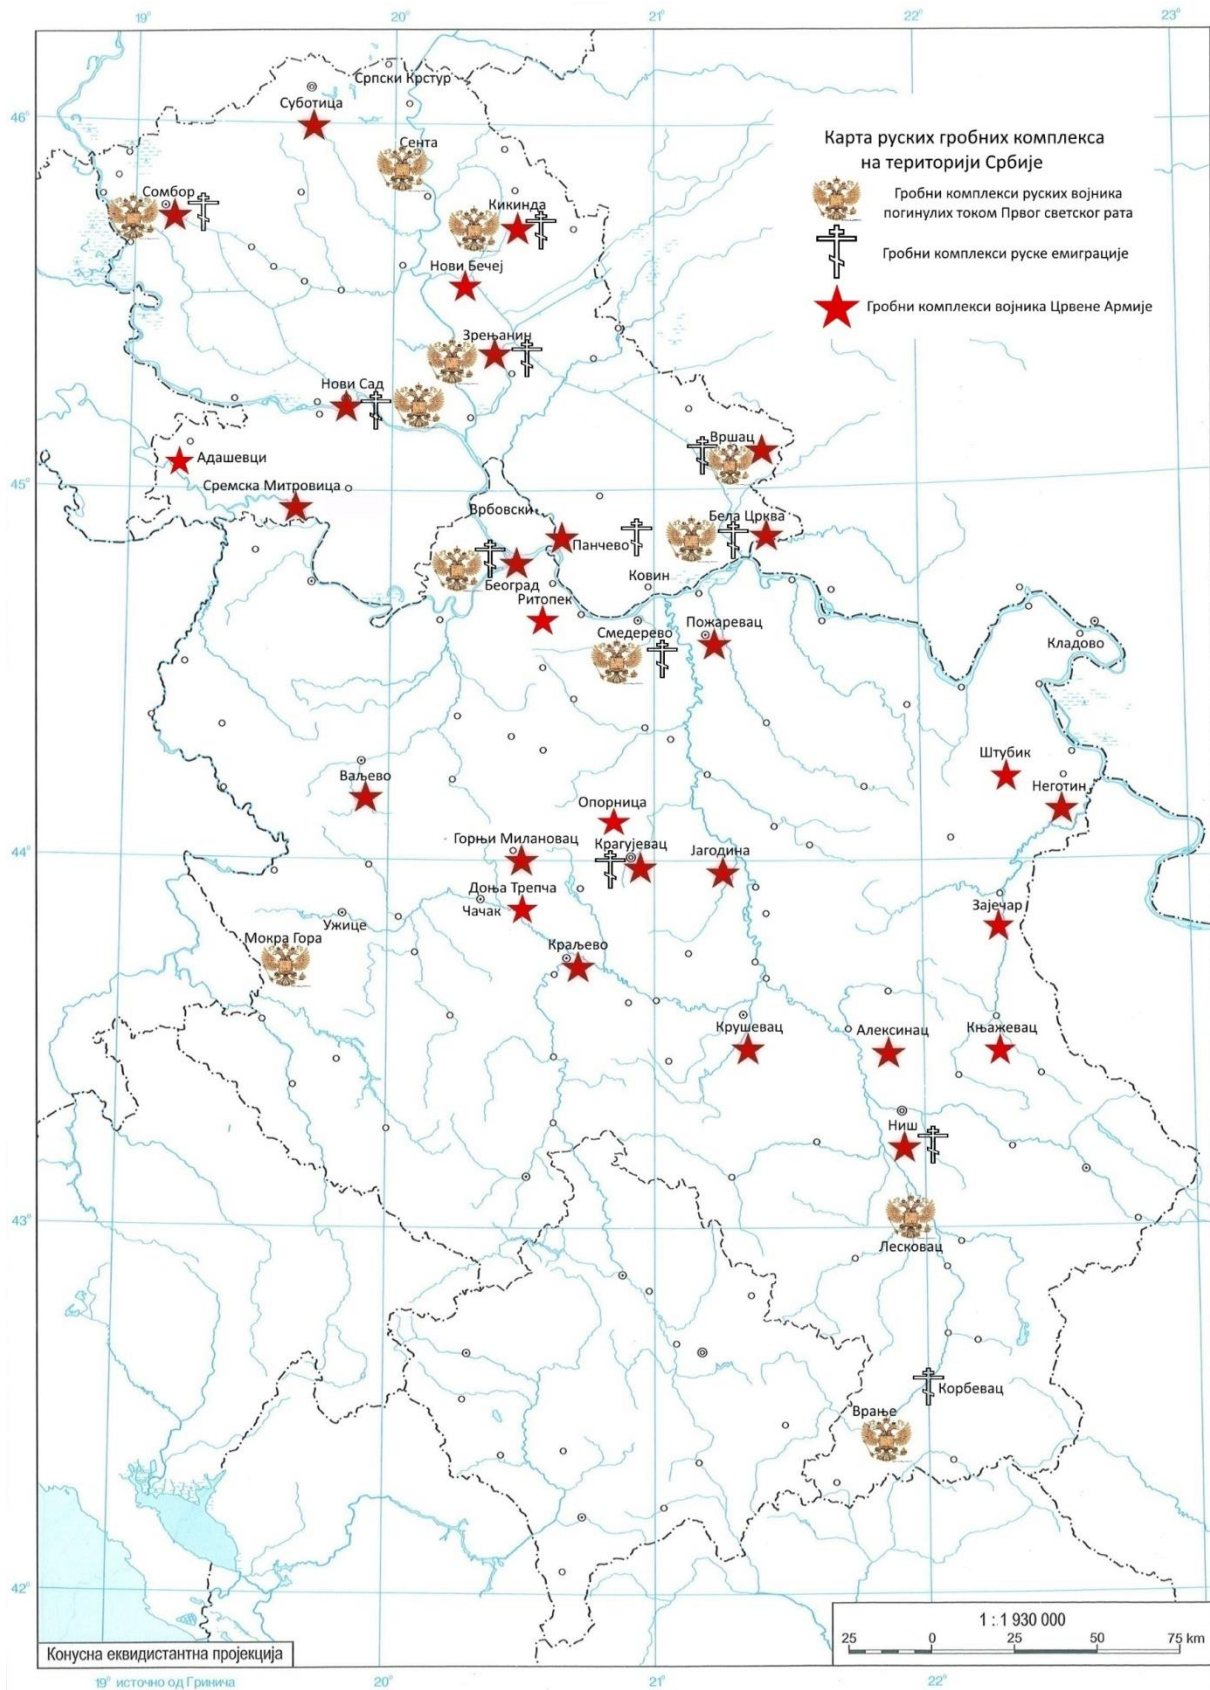 19°
20°
21°
22°
23°
Српски Крстур
46°
Суботица
Карта руских гробних комплекса
на територији Србије
Сента
Гробни комплекси руских војника
погинулих током Првог светског рата
Сомбор
Кикинда
Гробни комплекси руске емиграције
Нови Бечеј
Гробни комплекси војника Црвене Армије
Зрењанин
Нови Сад
Вршац
Адашевци
45°
Сремска Митровица
Врбовски
Бела Црква
Панчево
Ковин
Београд
Ритопек
Смедерево
Пожаревац
Кладово
Штубик
Ваљево
Неготин
Опорница
Горњи Милановац
Крагујевац
Јагодина
44°
Доња Трепча
Чачак
Зајечар
Ужице
Мокра Гора
Краљево
Крушевац
Алексинац
Књажевац
Ниш
43°
Лесковац
Корбевац
Врање
42°
1 : 1 930 000
25 0 25 50 75 km
Конусна еквидистантна пројекција
19° источно од Гринича
20°
21°
22°